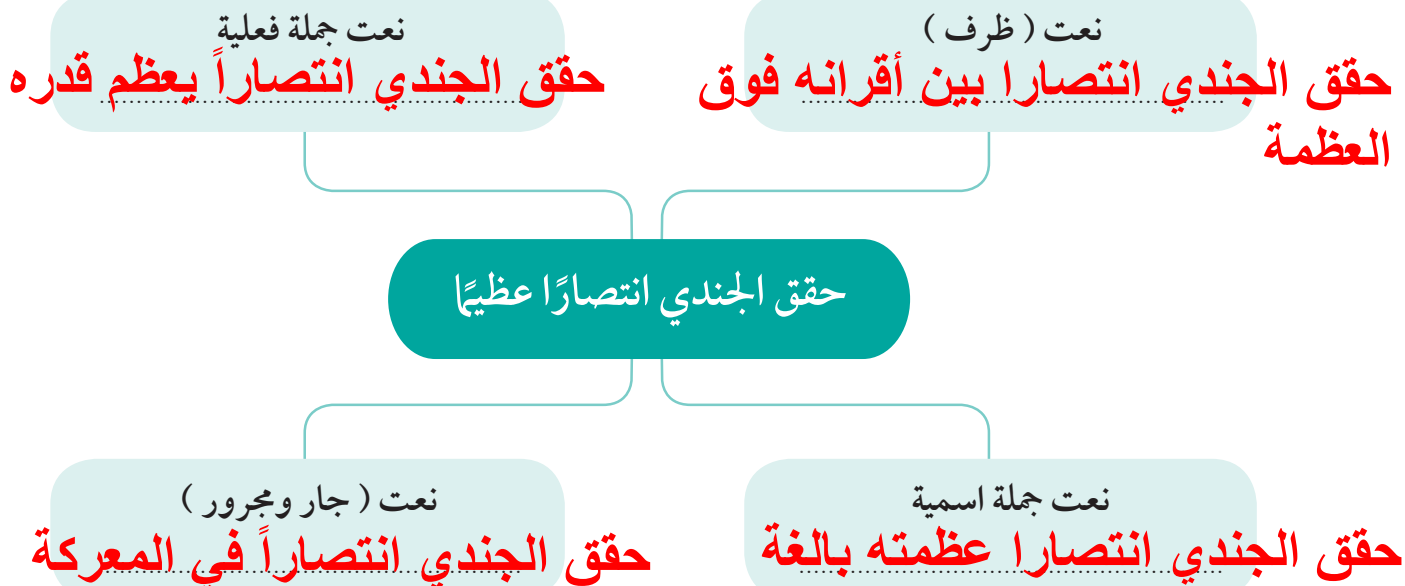 نعت ( ظرف )
حقق الجندي انتصارا بين أقرانه فوق
العظمة
نعت جملة فعلية
حقق الجندي انتصاراً يعظم قدره
حقق الجندي انتصارًا عظيمًا
نعت جملة اسمية
حقق الجندي انتصارا عظمته بالغة
نعت ( جار ومجرور )
حقق الجندي انتصاراً في المعركة